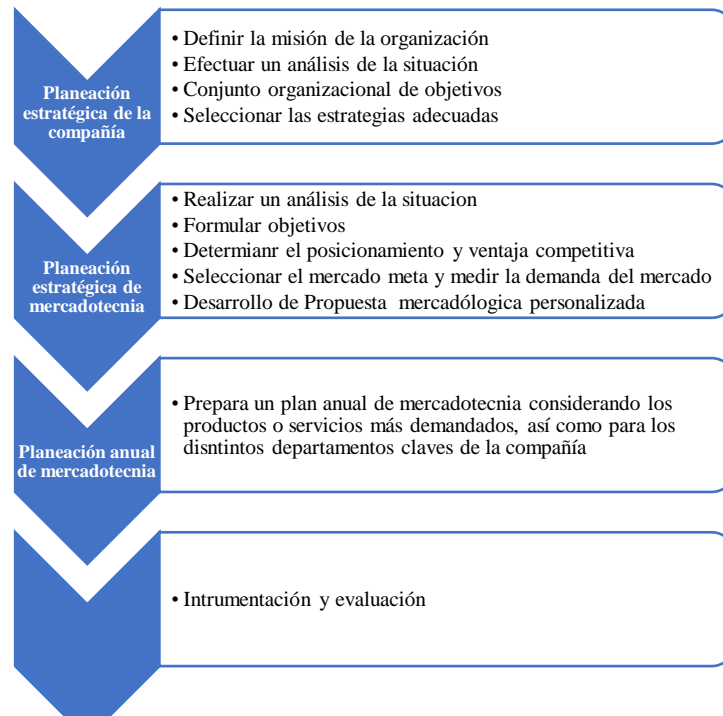 Planeación
estratégica de la
compañía
• Definir la misión de la organización
• Efectuar un análisis de la situación
• Conjunto organizacional de objetivos
• Seleccionar las estrategias adecuadas
Planeación
estratégica de
mercadotecnia
• Realizar un análisis de la situacion
• Formular objetivos
• Determianr el posicionamiento y ventaja competitiva
• Seleccionar el mercado meta y medir la demanda del mercado
• Desarrollo de Propuesta mercadólogica personalizada
Planeación anual
de mercadotecnia
• Prepara un plan anual de mercadotecnia considerando los
productos o servicios más demandados, así como para los
disntintos departamentos claves de la compañía
• Intrumentación y evaluación